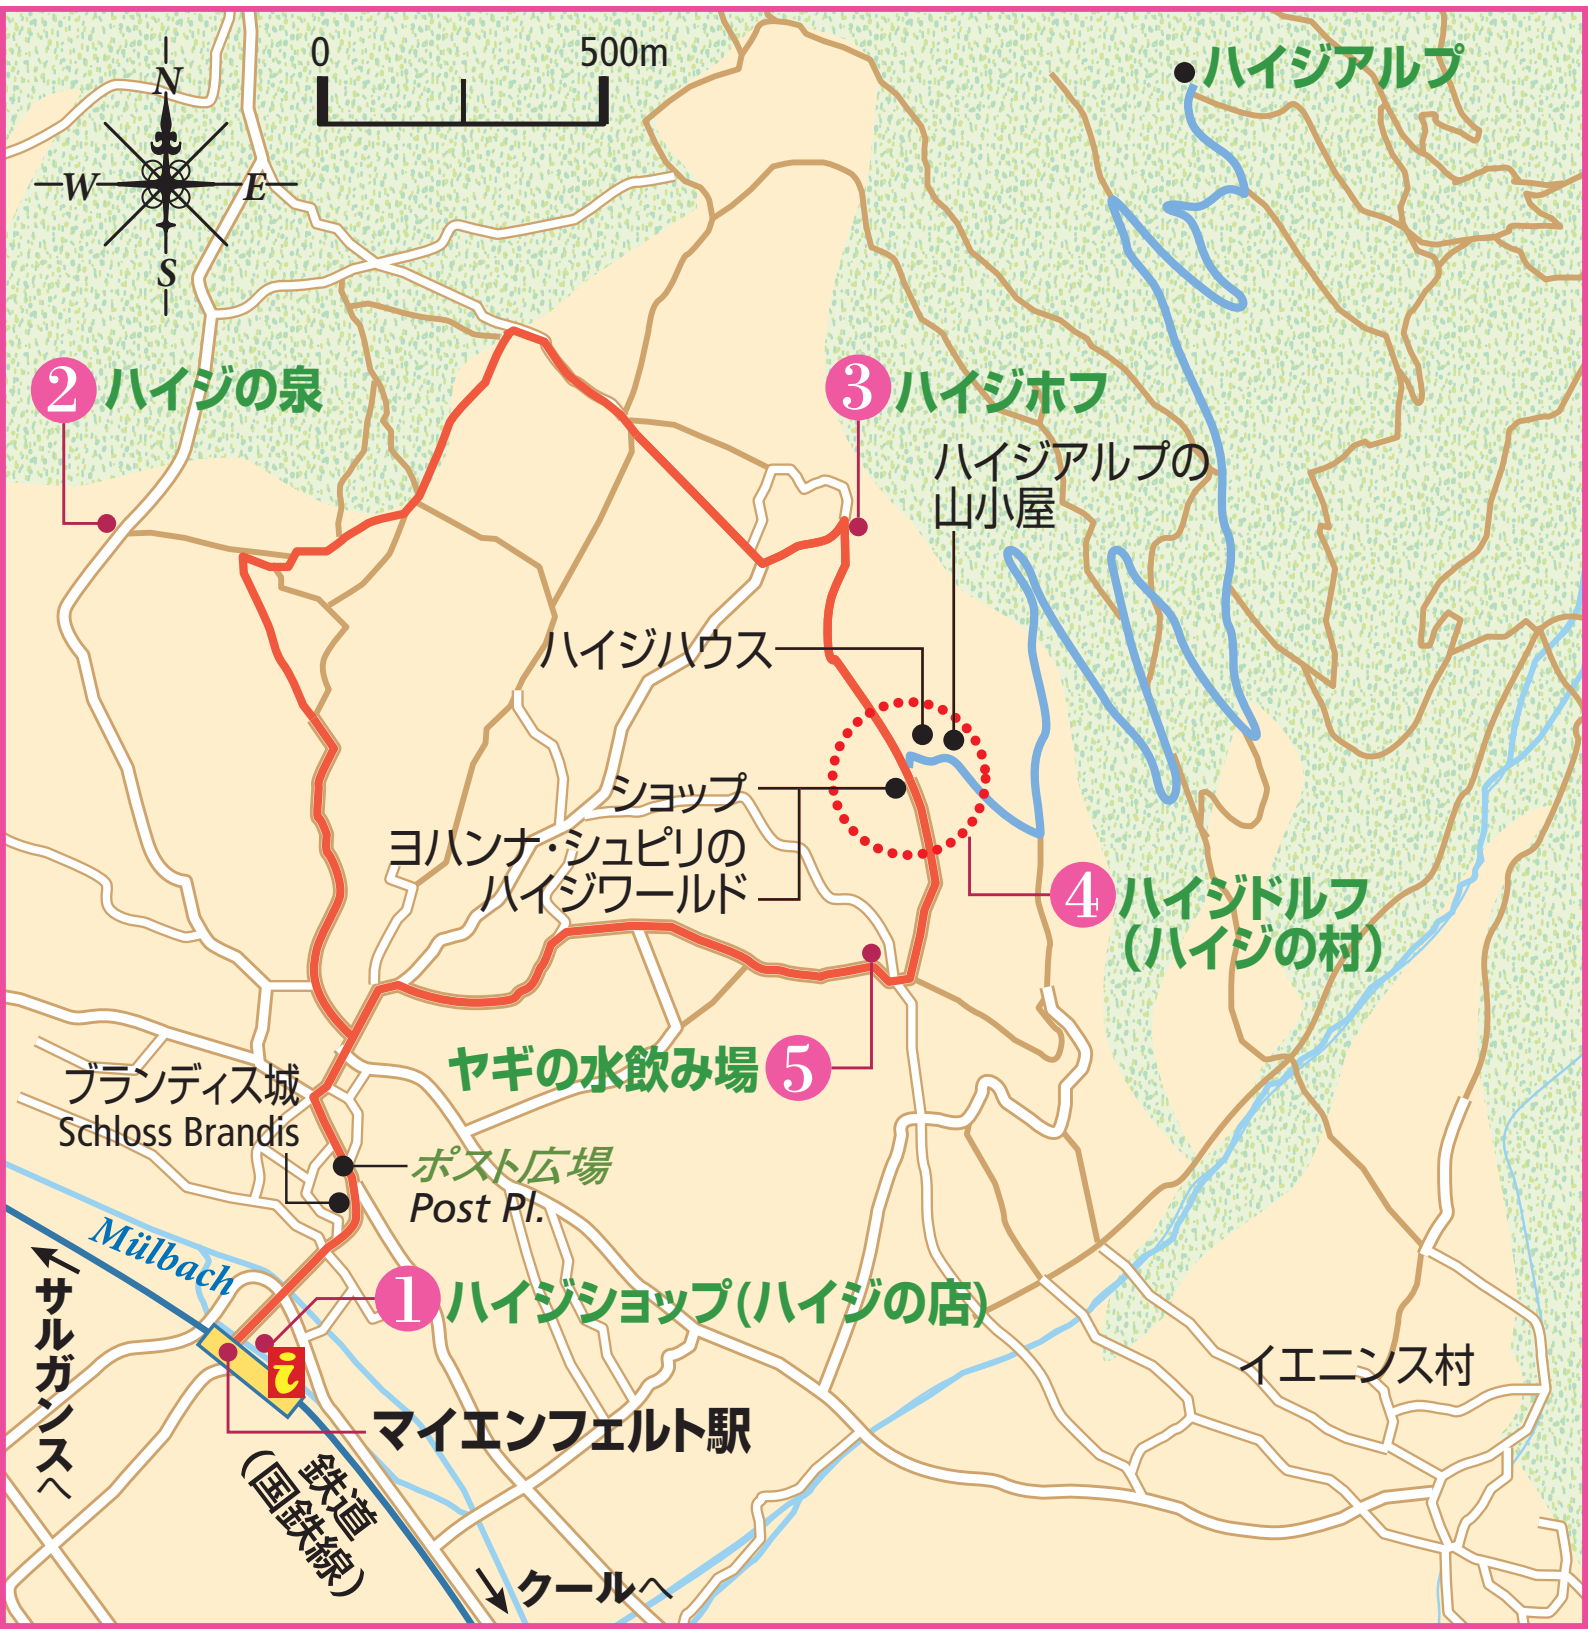 0 500m
N
W
E
S
ハイジアルプ
2 ハイジの泉
3 ハイジホフ
ハイジアルプの
山小屋
ハイジハウス
ショップ
ヨハンナ・シュピリの
ハイジワールド
4 ハイジドルフ
(ハイジの村)
ヤギの水飲み場 5
ブランディス城
Schloss Brandis
ポスト広場
Post Pl.
Mülbach
サルガンスへ
1 ハイジショップ(ハイジの店)
i
イエニンス村
マイエンフェルト駅
鉄道
(国鉄線)
クールへ